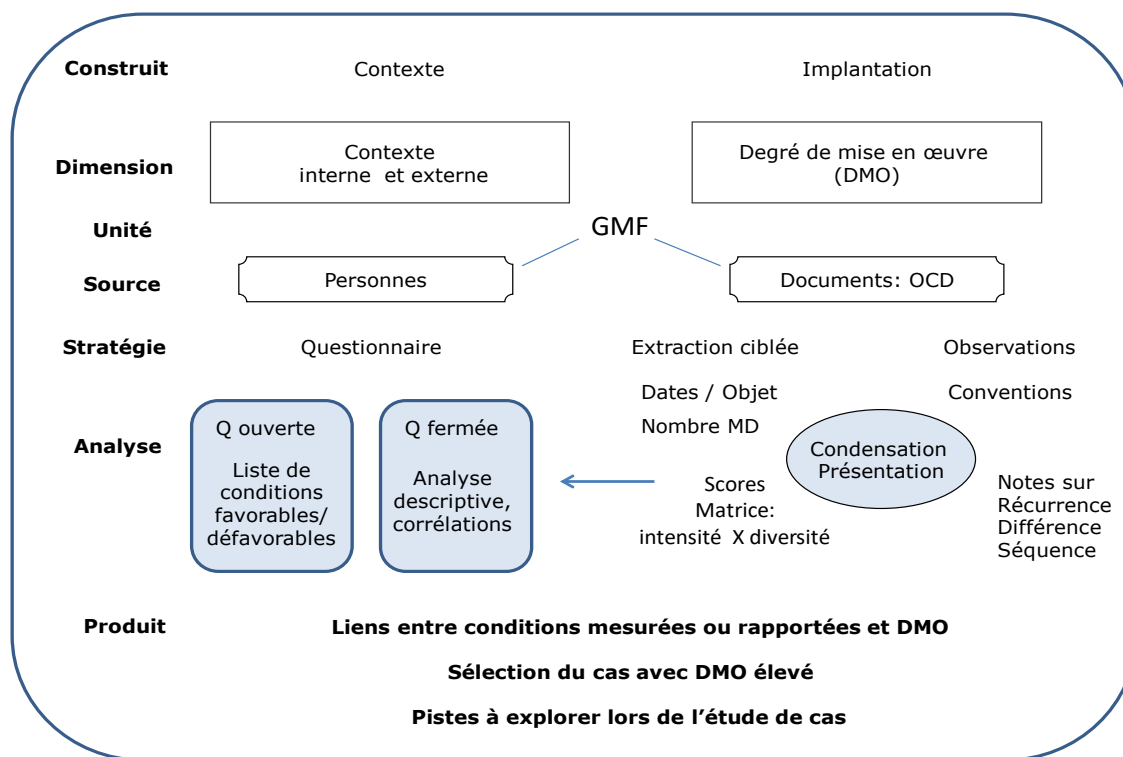 Construit
Contexte
Implantation
Dimension
Contexte
interne et externe
Degré de mise en œuvre
(DMO)
Unité
GMF
Source
Personnes
Documents: OCD
Stratégie
Questionnaire
Extraction ciblée
Observations
Analyse
Q ouverte
Liste de
conditions
favorables/
défavorables
Q fermée
Analyse
descriptive,
corrélations
Dates / Objet
Nombre MD
Conventions
Condensation
Présentation
Scores
Matrice:
intensité X diversité
Notes sur
Récurrence
Différence
Séquence
Produit
Liens entre conditions mesurées ou rapportées et DMO
Sélection du cas avec DMO élevé
Pistes à explorer lors de l’étude de cas